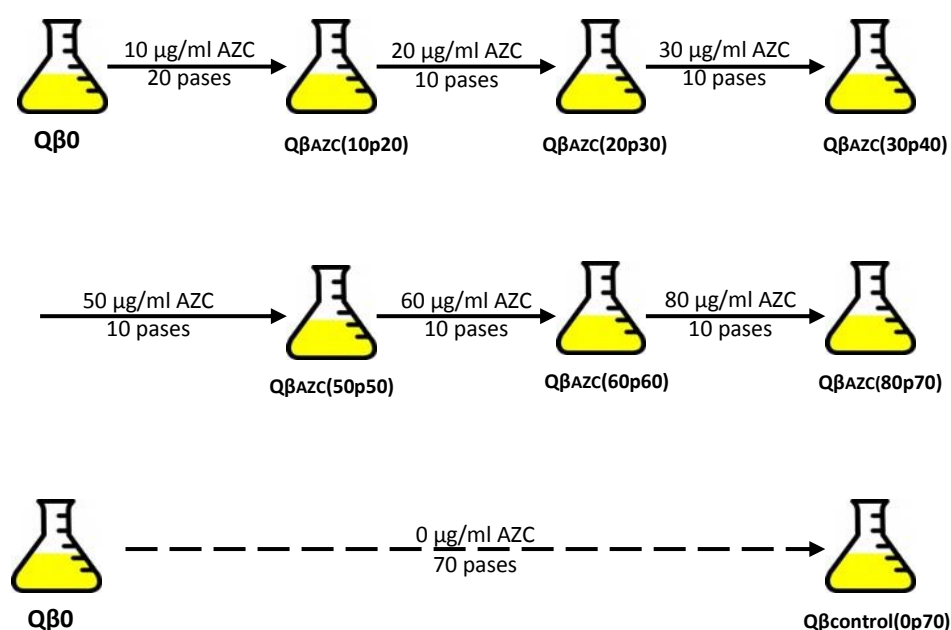 10 µg/ml AZC
20 µg/ml AZC
30 µg/ml AZC
20 pases
10 pases
10 pases
Qβ0
QβAZC(10p20)
QβAZC(20p30)
QβAZC(30p40)
50 µg/ml AZC
60 µg/ml AZC
80 µg/ml AZC
10 pases
10 pases
10 pases
QβAZC(50p50)
QβAZC(60p60)
QβAZC(80p70)
0 µg/ml AZC
70 pases
Qβ0
Qβcontrol(0p70)